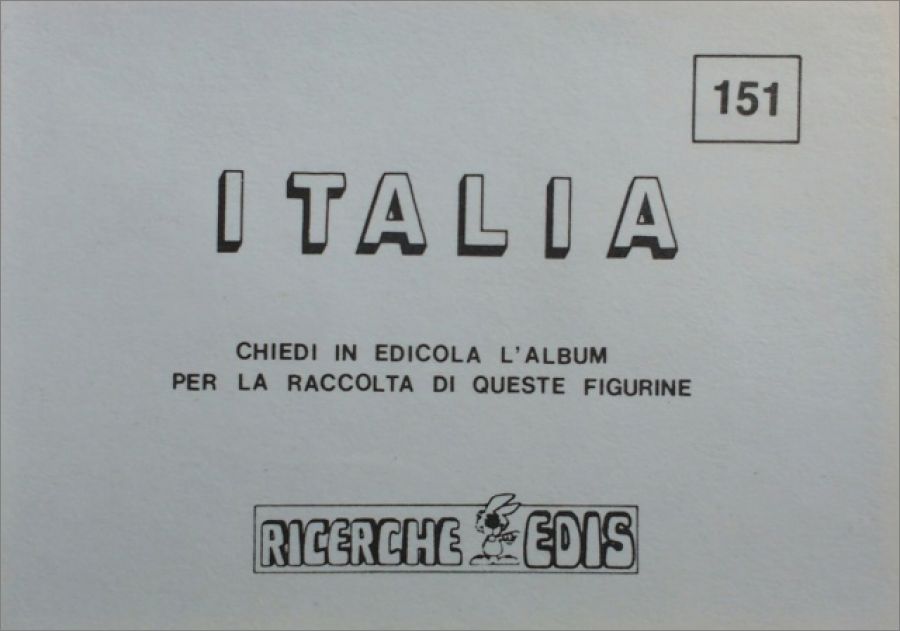 151
ITALIA
CHIEDI IN EDICOLA L'ALBUM
PER LA RACCOLTA DI QUESTE FIGURINE
RICERCHE EDIS